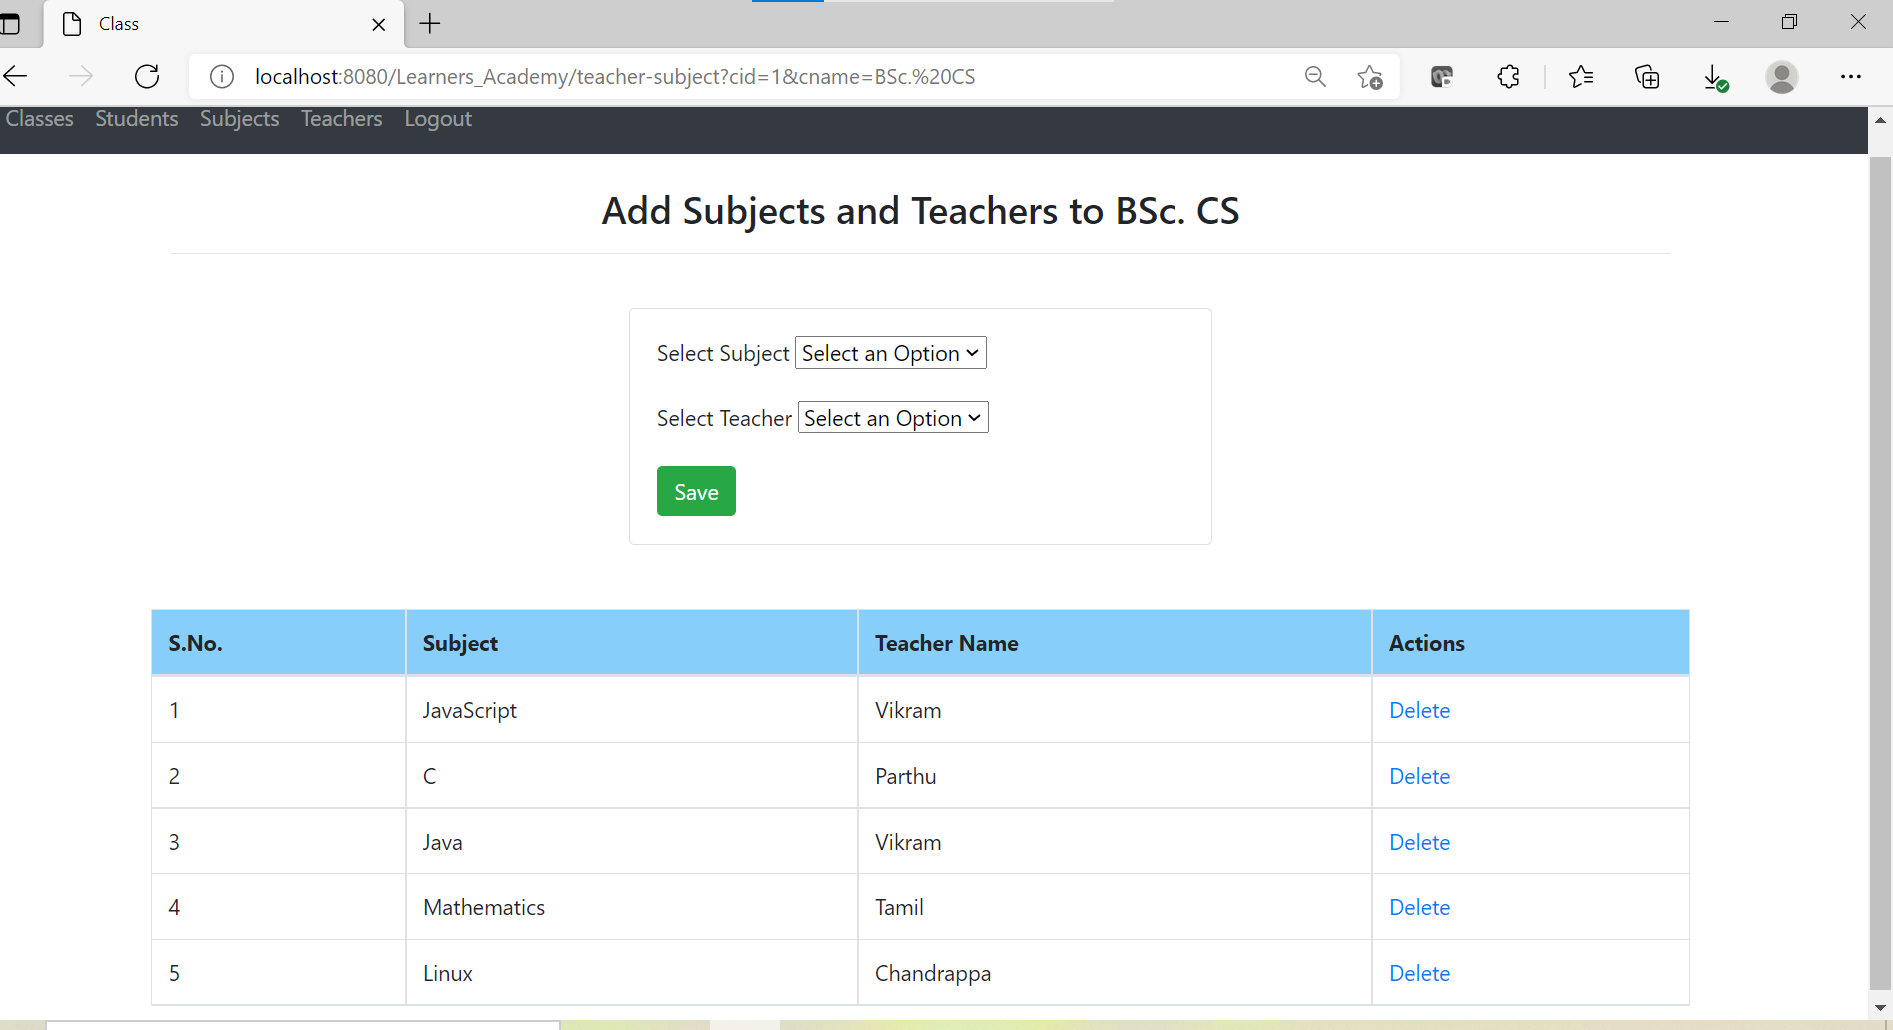 Class
localhost:8080/Learners_Academy/teacher-subject?cid=1&cname=BSc.%20CS
Classes Students Subjects Teachers Logout
Add Subjects and Teachers to BSc. CS
Select Subject Select an Option
Select Teacher Select an Option
Save
S.No. Subject Teacher Name Actions
1 JavaScript Vikram Delete
2 C Parthu Delete
3 Java Vikram Delete
4 Mathematics Tamil Delete
5 Linux Chandrappa Delete